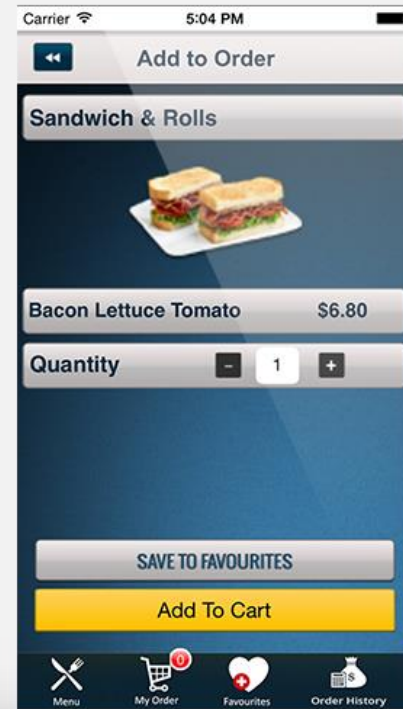 Carrier 5:04 PM
Add to Order
Sandwich & Rolls
Bacon Lettuce Tomato $6.80
Quantity - 1 +
SAVE TO FAVOURITES
Add To Cart
0
Menu My Order Favourites Order History